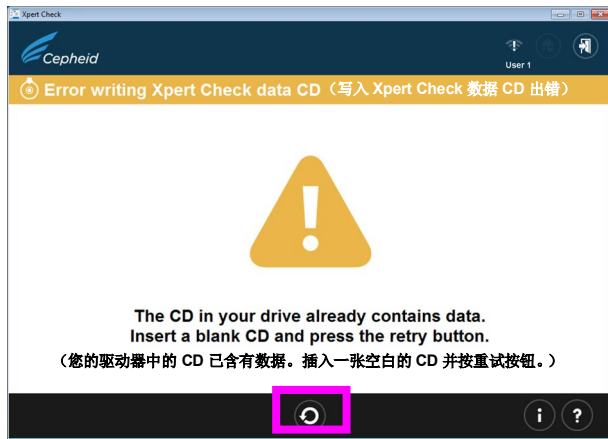 Xpert Check
Cepheid
User 1
Error writing Xpert Check data CD（写入 Xpert Check 数据 CD 出错）
The CD in your drive already contains data.
Insert a blank CD and press the retry button.
（您的驱动器中的 CD 已含有数据。插入一张空白的 CD 并按重试按钮。）
i ?